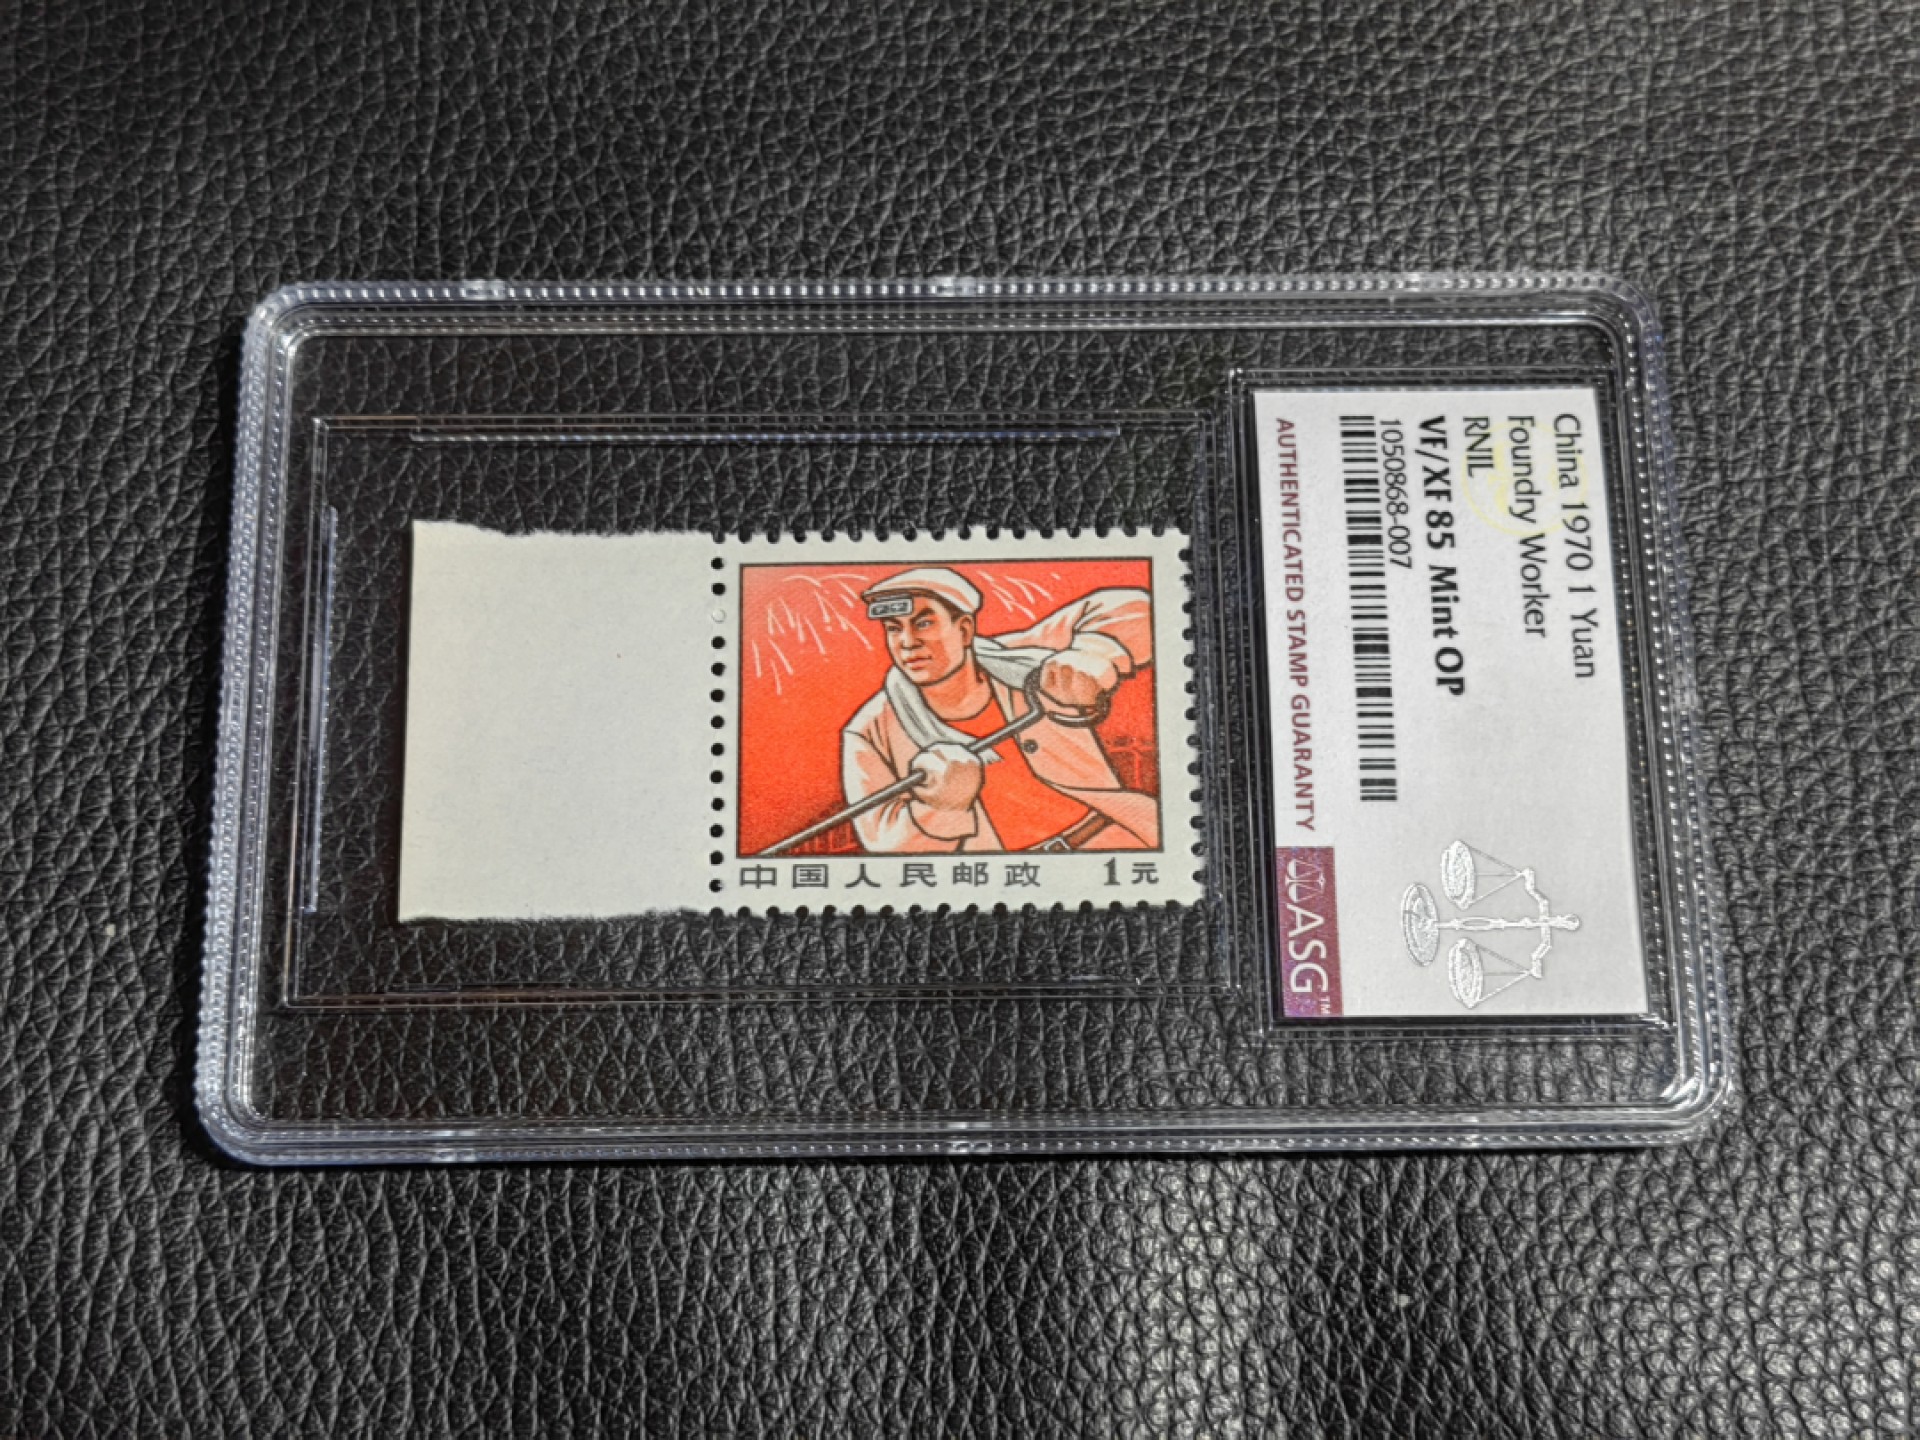 中国人民邮政 1元
China 1970 1 Yuan
Foundry Worker
RNIL
VF/XF 85 Mint OP
1050868-007
AUTHENTICATED STAMP GUARANTY
ASG™